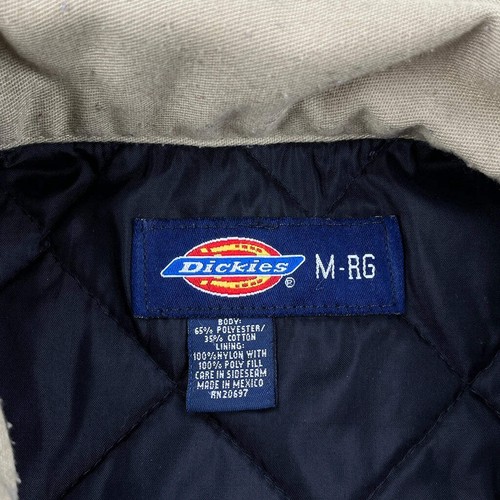 Dickies ® M-RG
BODY:
65% POLYESTER/
35% COTTON
LINING:
100% NYLON WITH
100% POLY FILL
CARE IN SIDESEAM
MADE IN MEXICO
RN20697